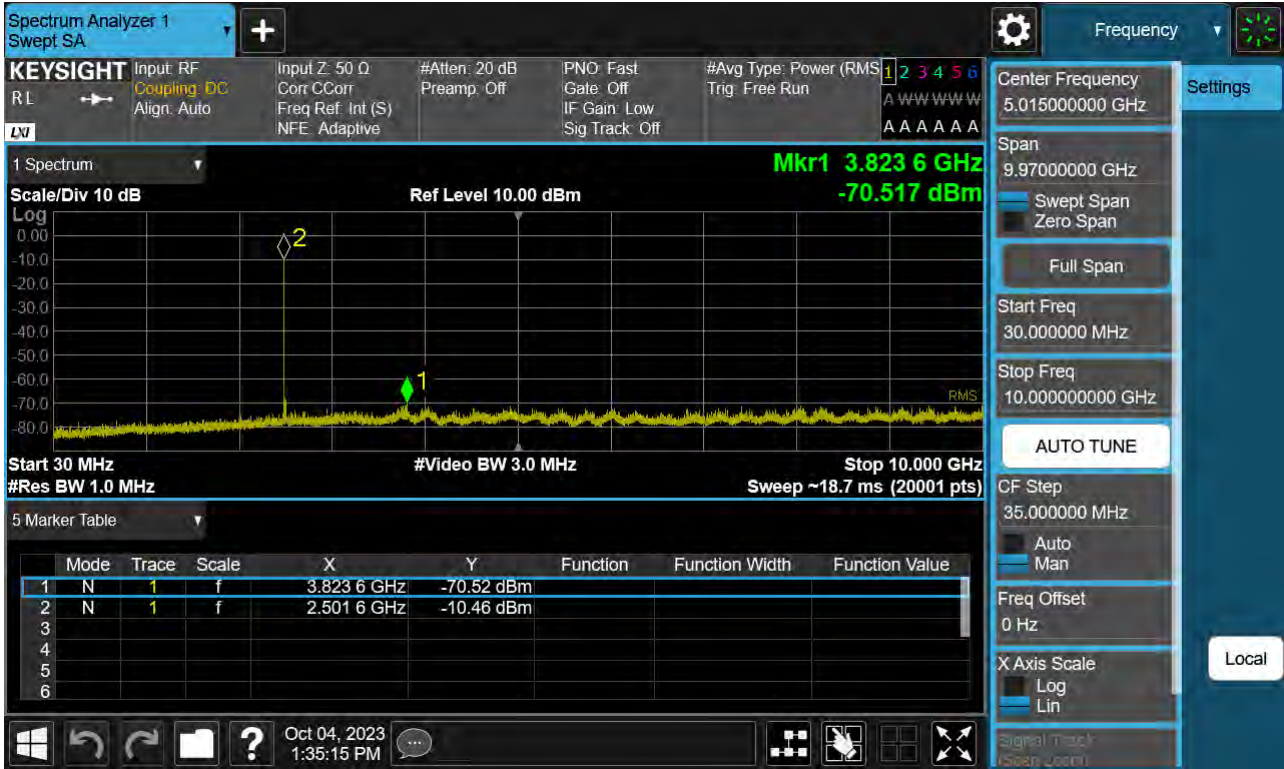 Spectrum Analyzer 1
Swept SA
+
Frequency
KEYSIGHT
R L
LXI
Input: RF
Coupling: DC
Align: Auto
Input Z: 50 Ω
Corr CCorr
Freq Ref: Int (S)
NFE: Adaptive
#Atten: 20 dB
Preamp: Off
PNO: Fast
Gate: Off
IF Gain: Low
Sig Track: Off
#Avg Type: Power (RMS
Trig: Free Run
1 2 3 4 5 6
A W W W W W
A A A A A A
1 Spectrum
Mkr1 3.823 6 GHz
-70.517 dBm
Scale/Div 10 dB
Ref Level 10.00 dBm
Log
0.00
-10.0
-20.0
-30.0
-40.0
-50.0
-60.0
-70.0
-80.0
2
1
RMS
Start 30 MHz
#Video BW 3.0 MHz
Stop 10.000 GHz
#Res BW 1.0 MHz
Sweep ~18.7 ms (20001 pts)
5 Marker Table
Mode Trace Scale X Y Function Function Width Function Value
1 N 1 f 3.823 6 GHz -70.52 dBm
2 N 1 f 2.501 6 GHz -10.46 dBm
3
4
5
6
Center Frequency
5.015000000 GHz
Settings
Span
9.97000000 GHz
Swept Span
Zero Span
Full Span
Start Freq
30.000000 MHz
Stop Freq
10.000000000 GHz
AUTO TUNE
CF Step
35.000000 MHz
Auto
Man
Freq Offset
0 Hz
X Axis Scale
Log
Lin
Signal Track
(Span Zoom)
Local
?
Oct 04, 2023
1:35:15 PM